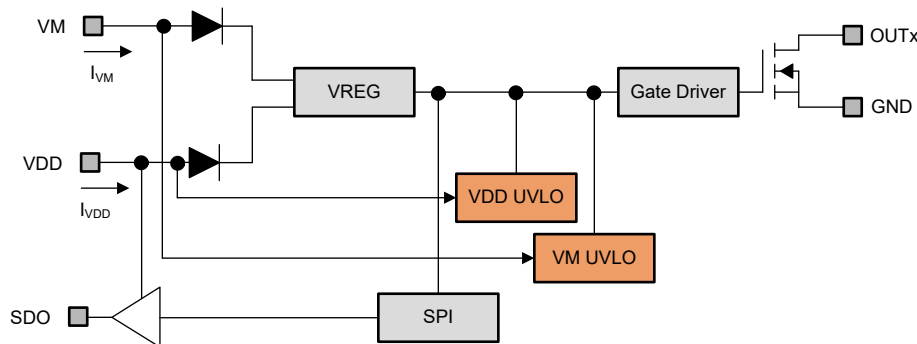 VM
I_VM
VREG
Gate Driver
OUTx
GND
VDD
I_VDD
VDD UVLO
VM UVLO
SDO
SPI